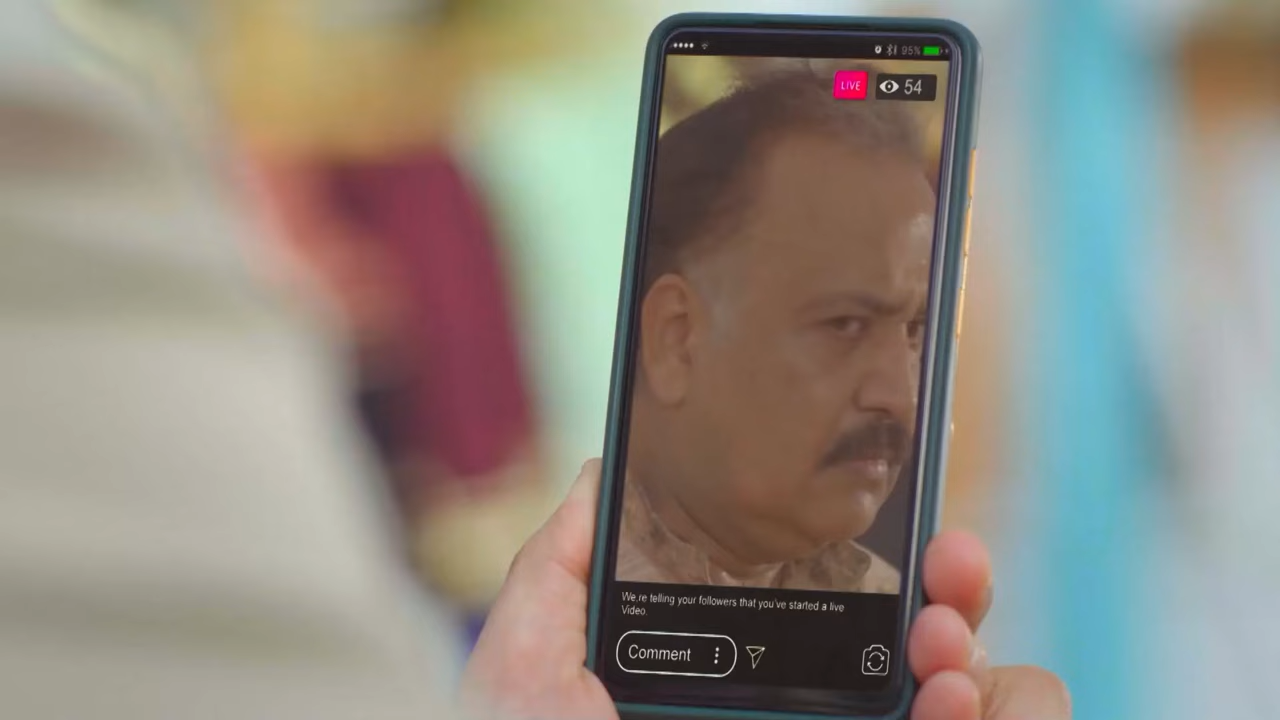 95%
LIVE
54
We,re telling your followers that you've started a live
Video.
Comment